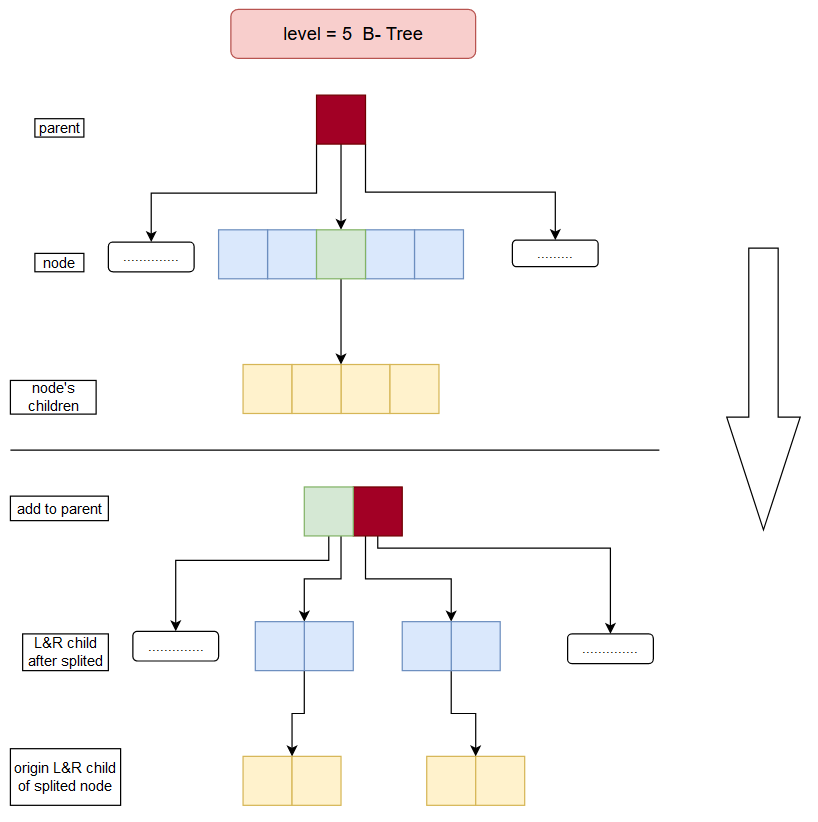 level = 5  B- Tree
parent
.............
node
.........
node's
children
add to parent
L&R child
after splited
.............
.............
origin L&R child
of splited node